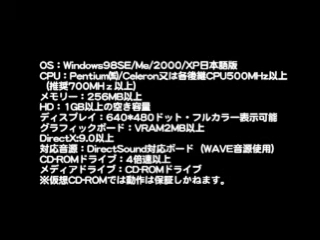 OS：Windows98SE/Me/2000/XP日本語版
CPU：PentiumⅢ/Celeron又は各後継CPU500MHz以上
（推奨700MHｚ以上）
メモリー：256MB以上
HD：1GB以上の空き容量
ディスプレイ：640*480ドット・フルカラー表示可能
グラフィックボード：VRAM2MB以上
DirectX:9.0以上
対応音源：DirectSound対応ボード（WAVE音源使用）
CD-ROMドライブ：4倍速以上
メディアドライブ：CD-ROMドライブ
※仮想CD-ROMでは動作は保証しかねます。